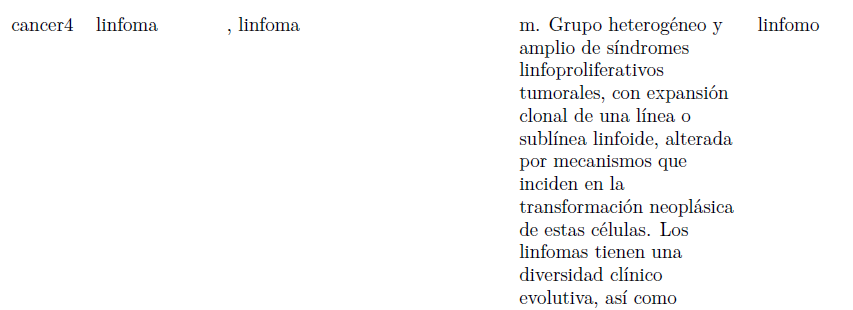 cancer4 linfoma , linfoma m. Grupo heterogéneo y linfomo
amplio de síndromes
linfoproliferativos
tumorales, con expansión
clonal de una línea o
sublínea linfoide, alterada
por mecanismos que
inciden en la
transformación neoplásica
de estas células. Los
linfomas tienen una
diversidad clínico
evolutiva, así como